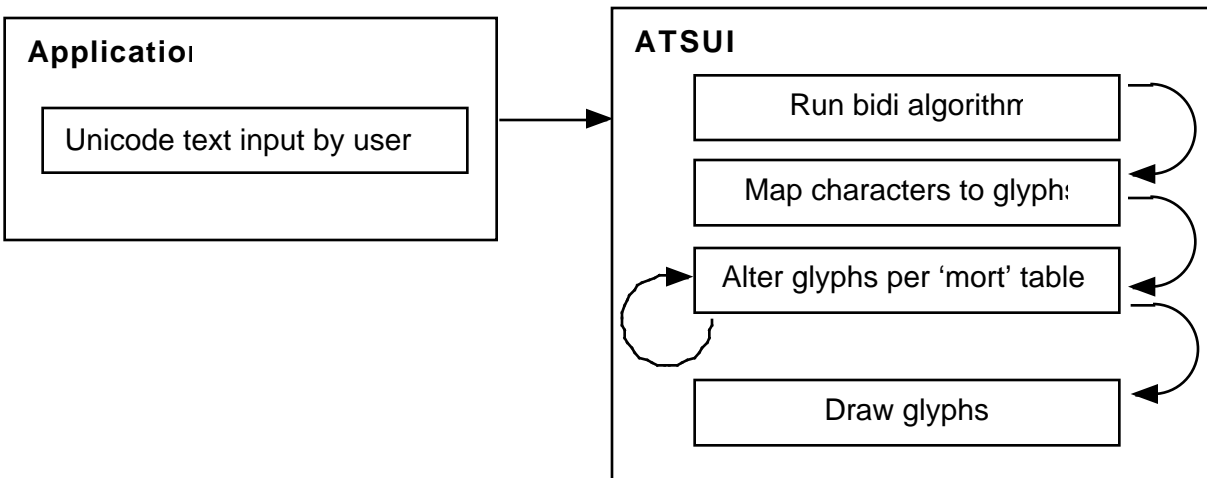 Application
Unicode text input by user
ATSUI
Run bidi algorithm
Map characters to glyphs
Alter glyphs per ‘mort’ table
Draw glyphs